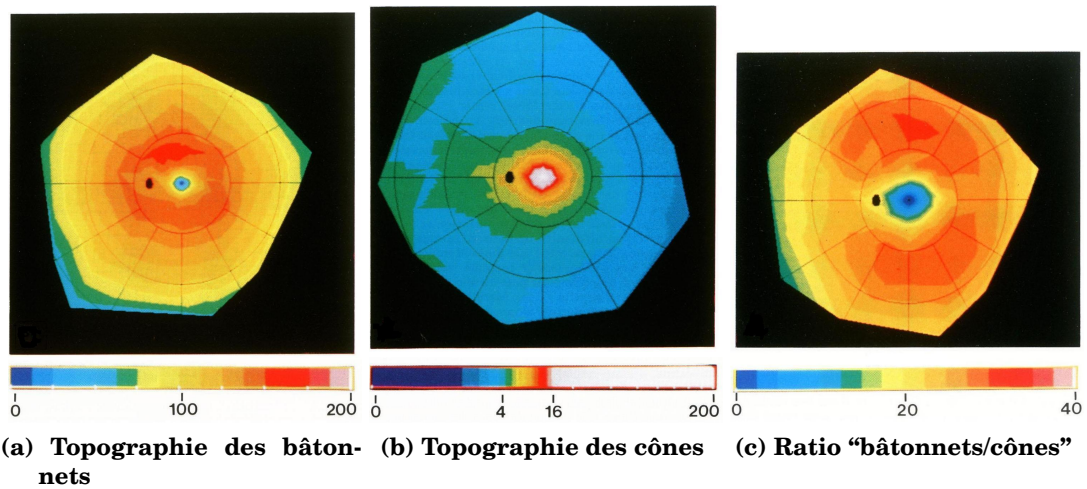 0 100 200
0 4 16 200
0 20 40
(a) Topographie des bâton-
nets
(b) Topographie des cônes
(c) Ratio “bâtonnets/cônes”